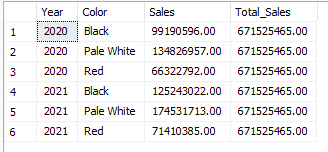 Year Color Sales Total_Sales
1 2020 Black 99190596.00 671525465.00
2 2020 Pale White 134826957.00 671525465.00
3 2020 Red 66322792.00 671525465.00
4 2021 Black 125243022.00 671525465.00
5 2021 Pale White 174531713.00 671525465.00
6 2021 Red 71410385.00 671525465.00